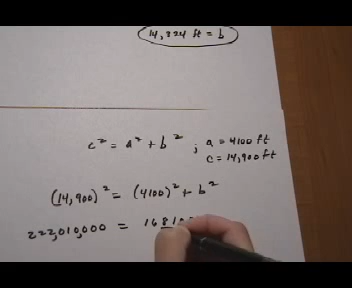 14,324 ft = b
c² = a² + b² ; a = 4100 ft
c = 14,900 ft
(14,900)² = (4100)² + b²
222,010,000 = 1681